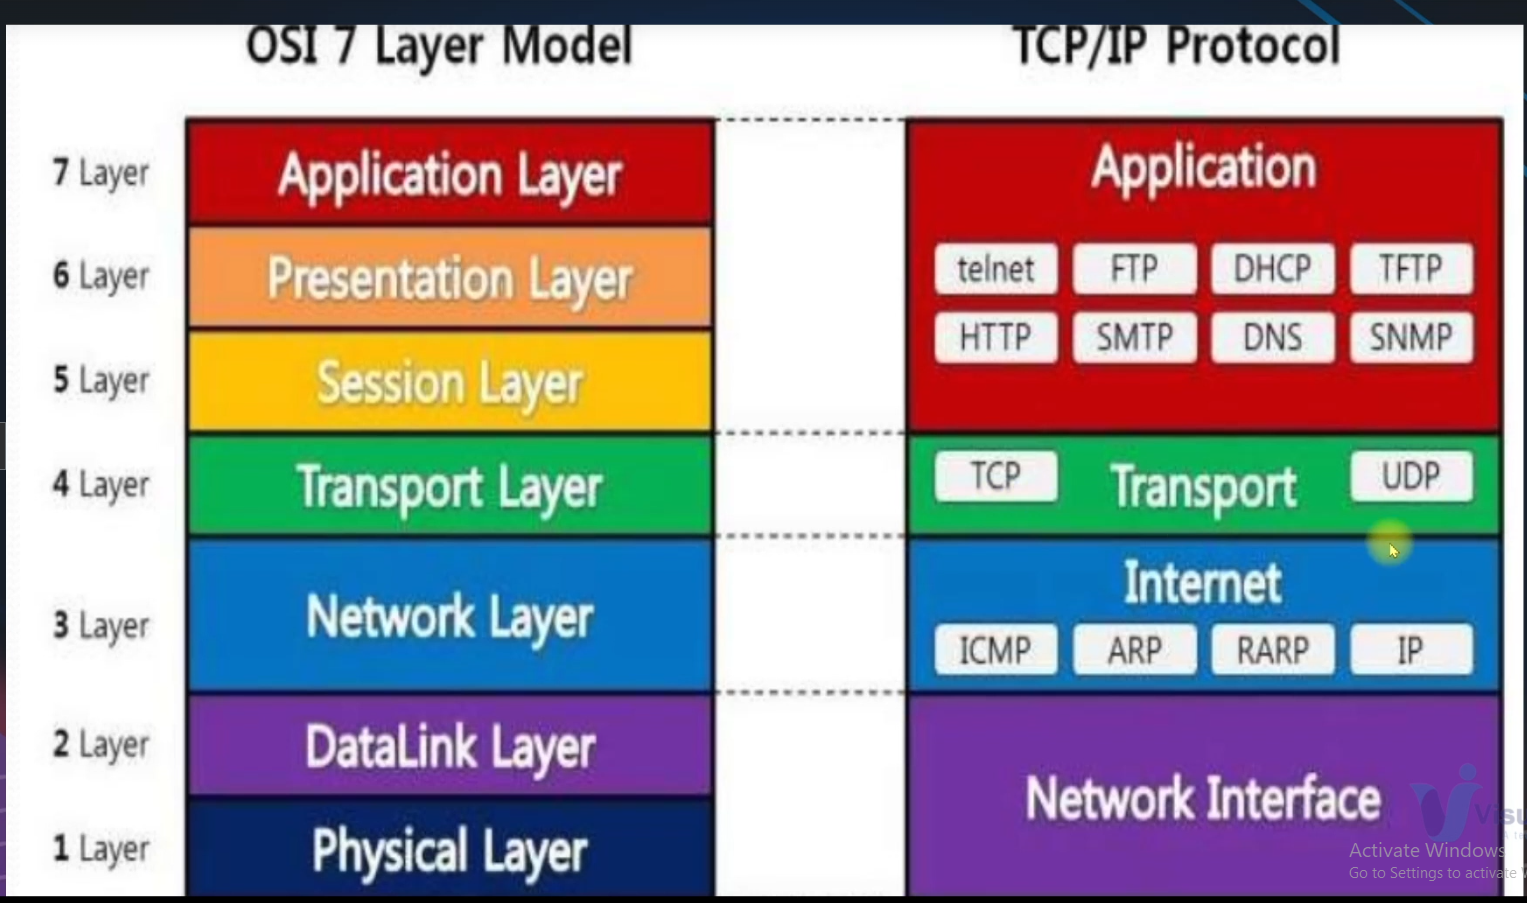 OSI 7 Layer Model
TCP/IP Protocol
7 Layer
Application Layer
Application
6 Layer
Presentation Layer
telnet
FTP
DHCP
TFTP
HTTP
SMTP
DNS
SNMP
5 Layer
Session Layer
4 Layer
Transport Layer
TCP
Transport
UDP
3 Layer
Network Layer
Internet
ICMP
ARP
RARP
IP
2 Layer
DataLink Layer
Network Interface
1 Layer
Physical Layer
Activate Windows
Go to Settings to activate